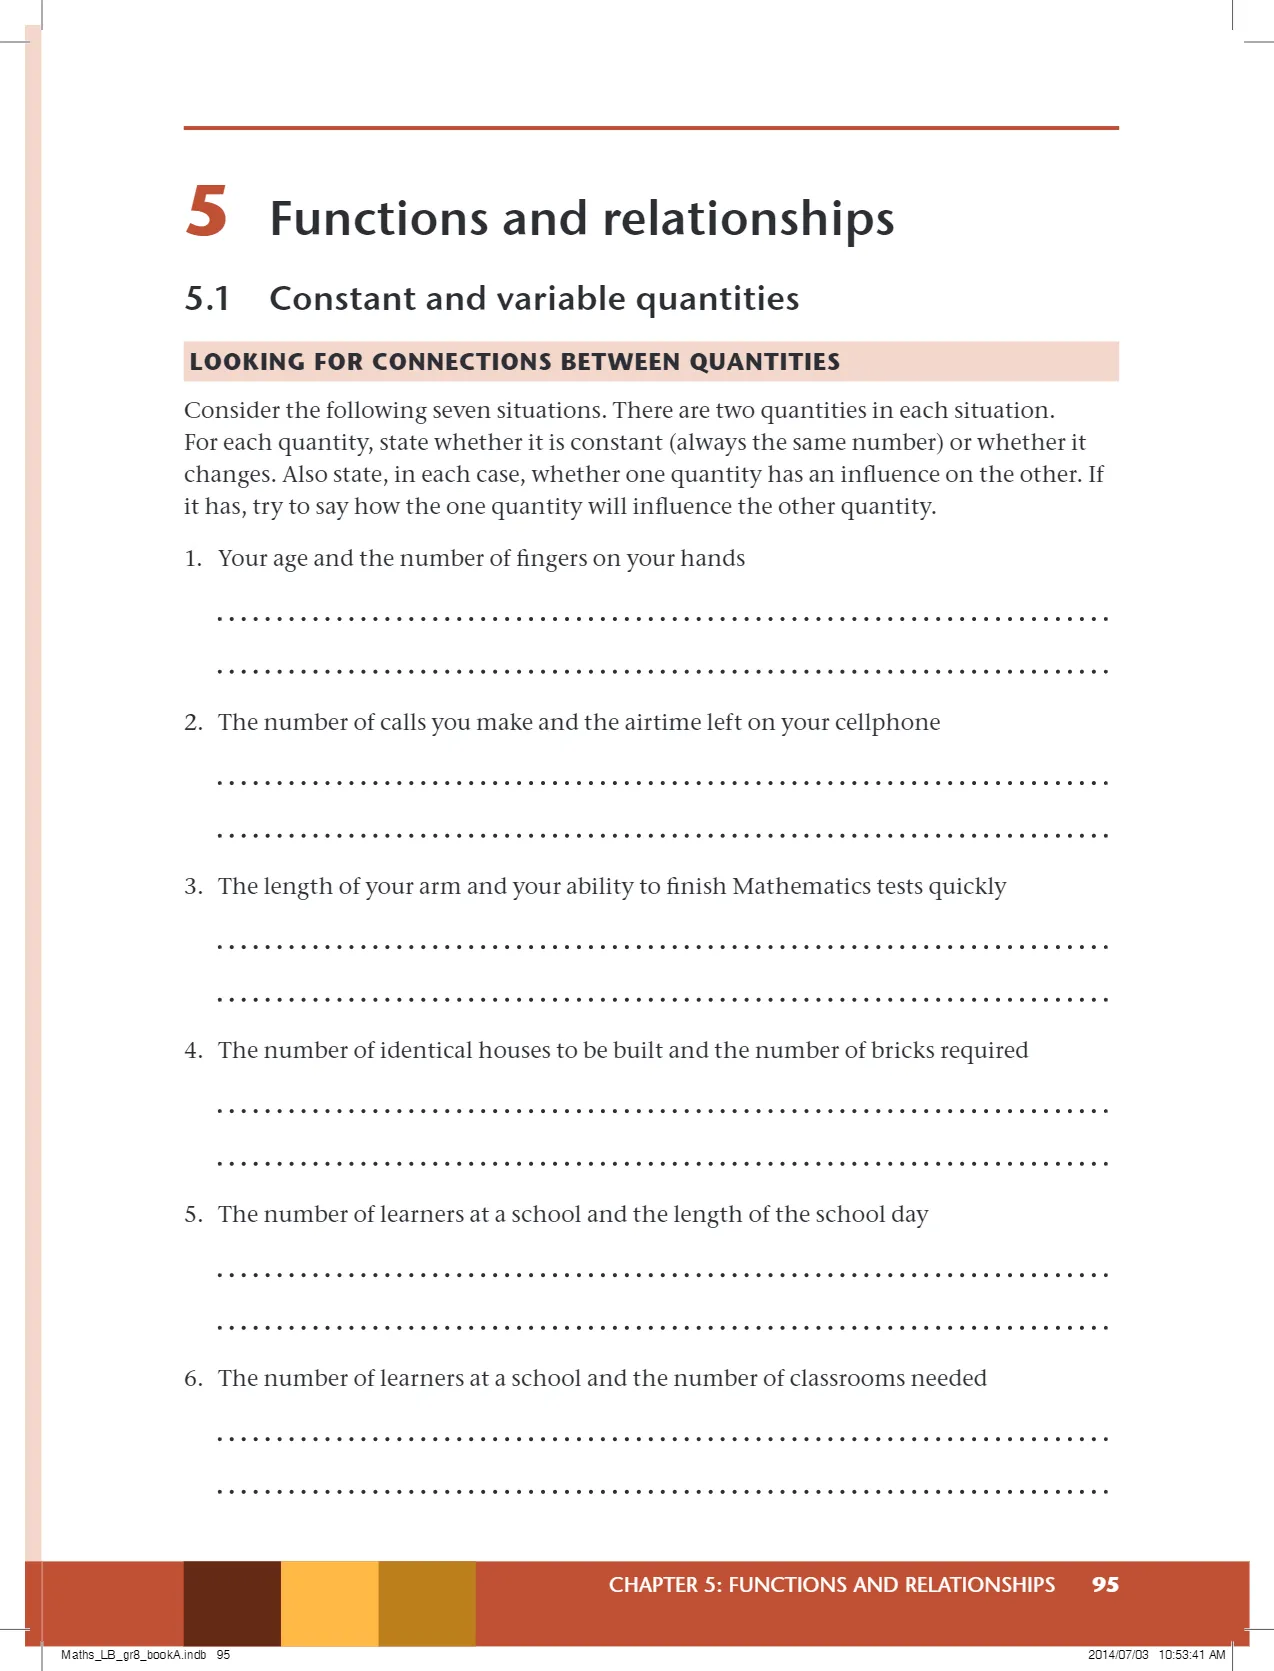 5 Functions and relationships
5.1 Constant and variable quantities
LOOKING FOR CONNECTIONS BETWEEN QUANTITIES
Consider the following seven situations. There are two quantities in each situation.
For each quantity, state whether it is constant (always the same number) or whether it
changes. Also state, in each case, whether one quantity has an influence on the other. If
it has, try to say how the one quantity will influence the other quantity.
1. Your age and the number of fingers on your hands
2. The number of calls you make and the airtime left on your cellphone
3. The length of your arm and your ability to finish Mathematics tests quickly
4. The number of identical houses to be built and the number of bricks required
5. The number of learners at a school and the length of the school day
6. The number of learners at a school and the number of classrooms needed
CHAPTER 5: FUNCTIONS AND RELATIONSHIPS 95
Maths_LB_gr8_bookA.indb 95 2014/07/03 10:53:41 AM